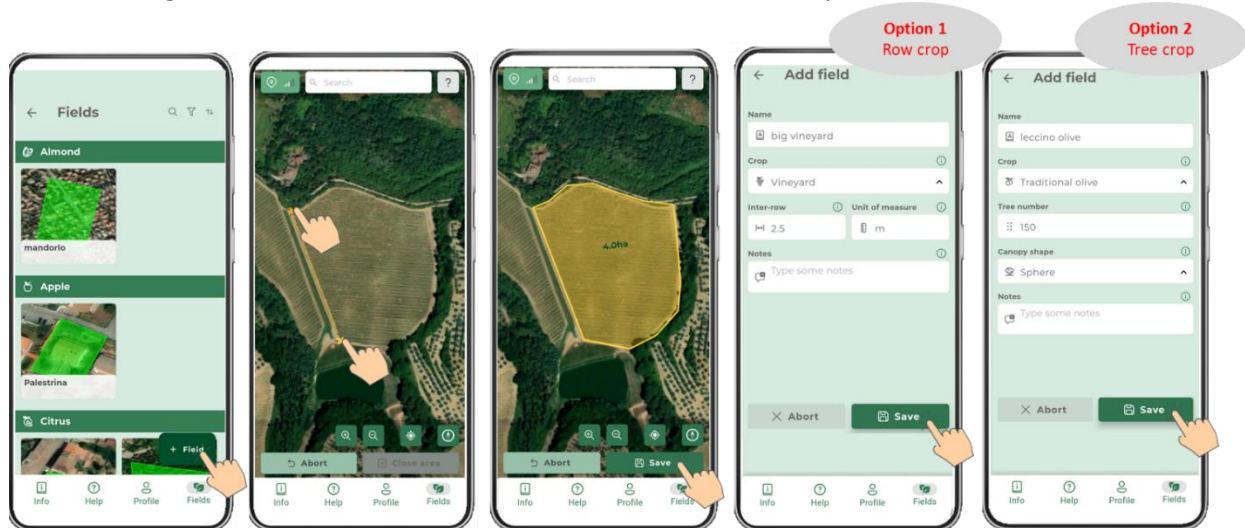 Fields
Almond
mandorlo
Apple
Palestrina
Citrus
+ Field
Info Help Profile Fields
Search ?
Abort Close area
Info Help Profile Fields
Search ?
4.0ha
Abort Save
Info Help Profile Fields
Option 1
Row crop
Add field
Name
big vineyard
Crop
Vineyard
Inter-row Unit of measure
2.5 m
Notes
Type some notes
Abort Save
Info Help Profile Fields
Option 2
Tree crop
Add field
Name
leccino olive
Crop
Traditional olive
Tree number
150
Canopy shape
Sphere
Notes
Type some notes
Abort Save
Info Help Profile Fields